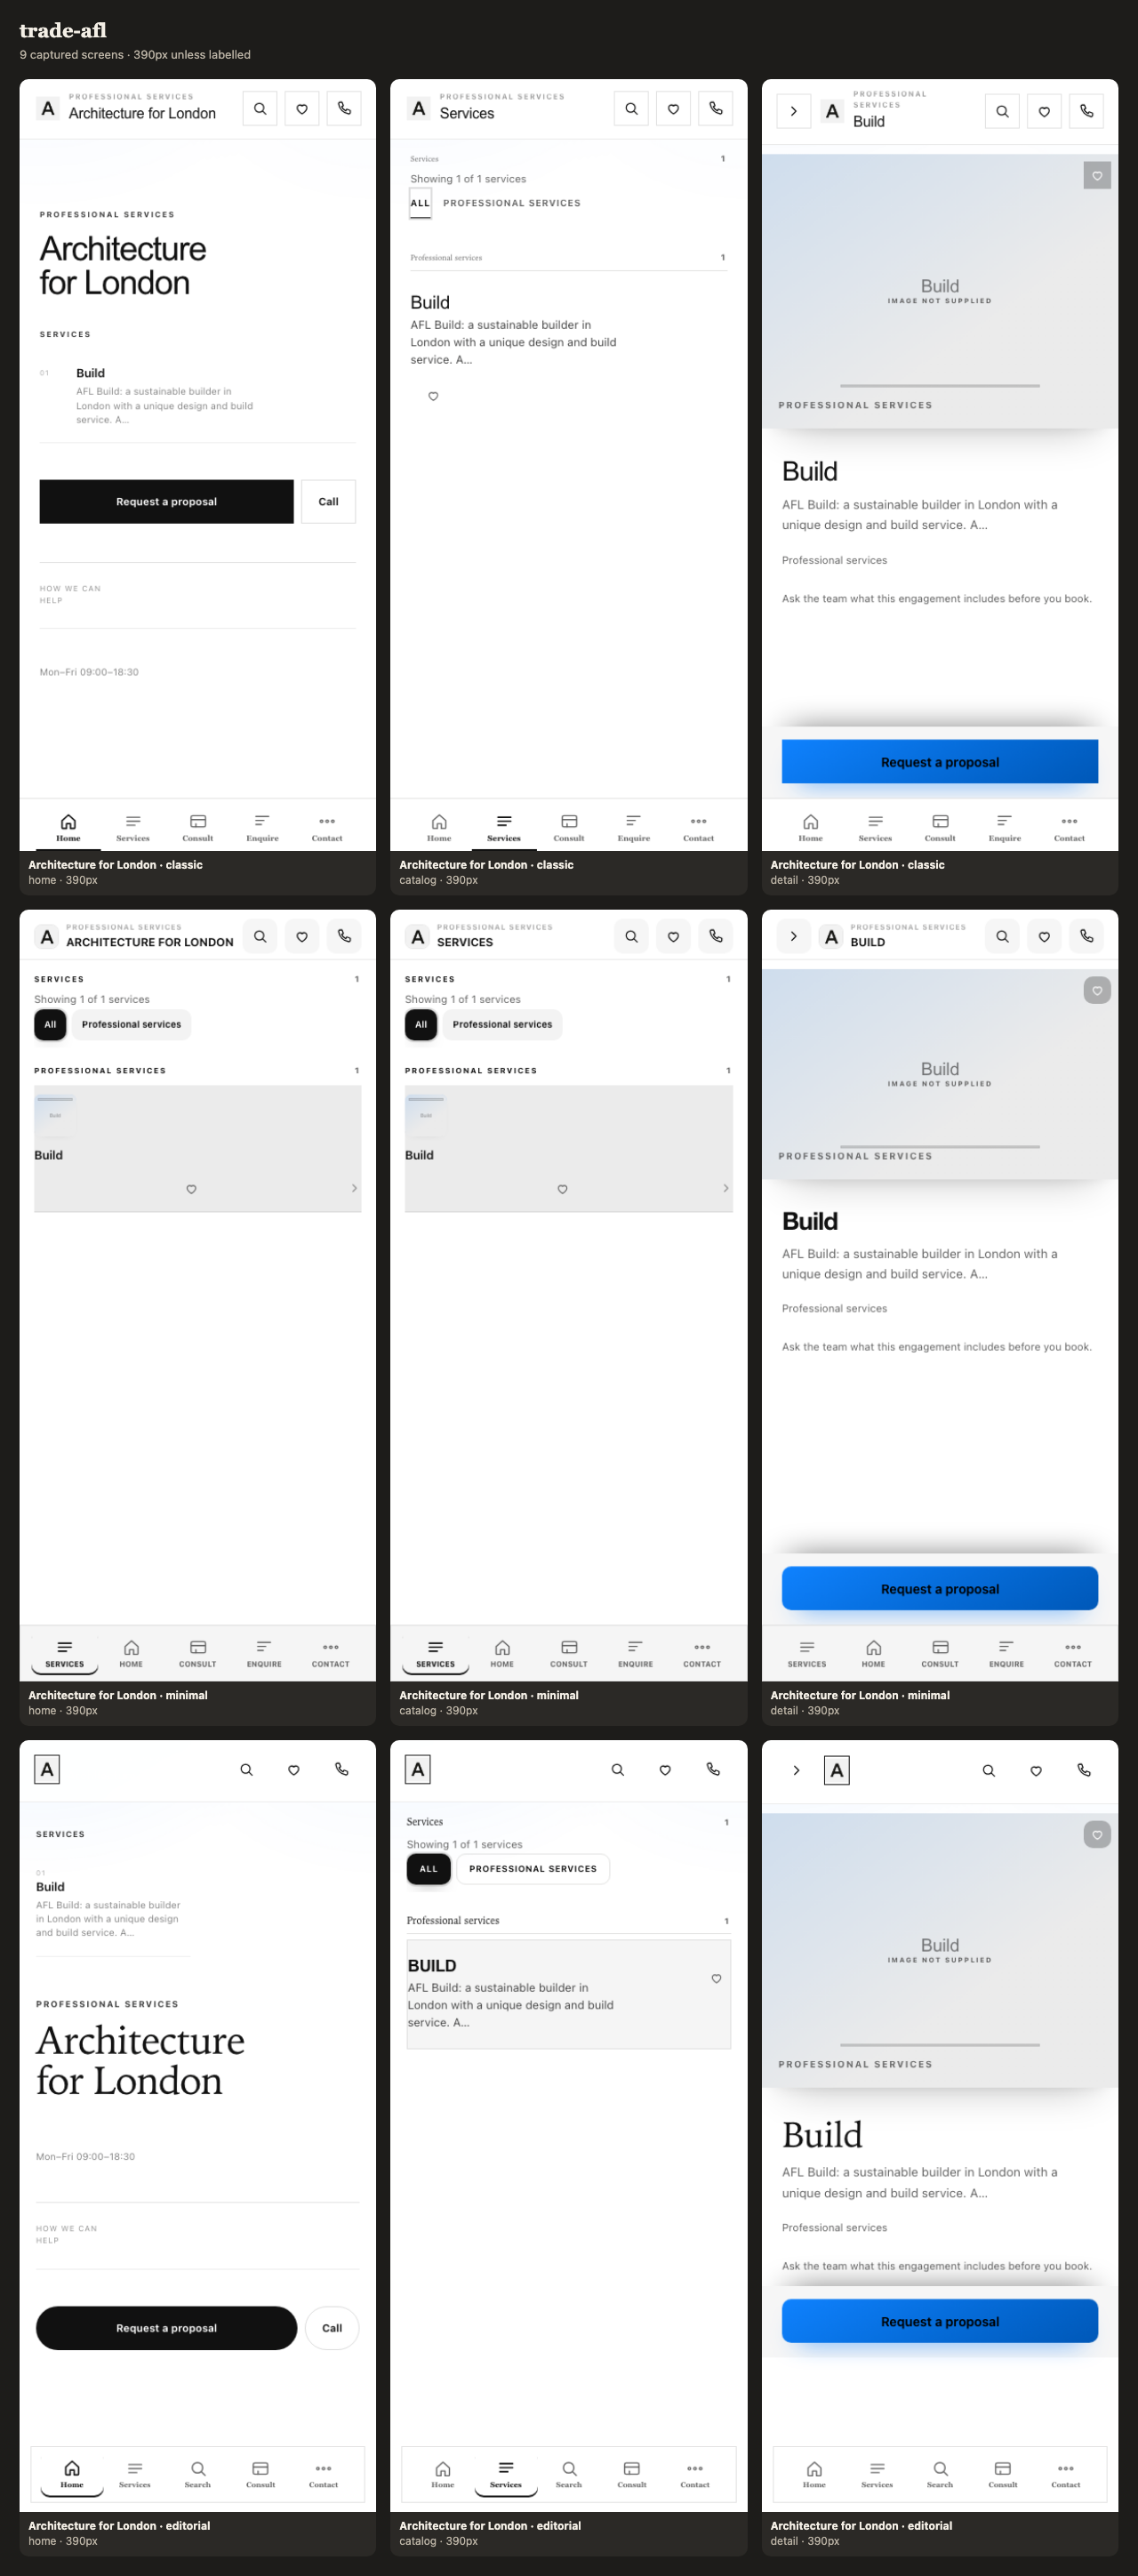 trade-afl
9 captured screens · 390px unless labelled
A
PROFESSIONAL SERVICES
Architecture for London
PROFESSIONAL SERVICES
Architecture
for London
SERVICES
01
Build
AFL Build: a sustainable builder in
London with a unique design and build
service. A...
Request a proposal
Call
HOW WE CAN
HELP
Mon–Fri 09:00–18:30
Home
Services
Consult
Enquire
Contact
Architecture for London · classic
home · 390px
A
PROFESSIONAL SERVICES
Services
Services
1
Showing 1 of 1 services
ALL
PROFESSIONAL SERVICES
Professional services
1
Build
AFL Build: a sustainable builder in
London with a unique design and build
service. A...
Home
Services
Consult
Enquire
Contact
Architecture for London · classic
catalog · 390px
A
PROFESSIONAL
SERVICES
Build
Build
IMAGE NOT SUPPLIED
PROFESSIONAL SERVICES
Build
AFL Build: a sustainable builder in London with a
unique design and build service. A...
Professional services
Ask the team what this engagement includes before you book.
Request a proposal
Home
Services
Consult
Enquire
Contact
Architecture for London · classic
detail · 390px
A
PROFESSIONAL SERVICES
ARCHITECTURE FOR LONDON
SERVICES
1
Showing 1 of 1 services
All
Professional services
PROFESSIONAL SERVICES
1
Build
Build
SERVICES
HOME
CONSULT
ENQUIRE
CONTACT
Architecture for London · minimal
home · 390px
A
PROFESSIONAL SERVICES
SERVICES
SERVICES
1
Showing 1 of 1 services
All
Professional services
PROFESSIONAL SERVICES
1
Build
Build
SERVICES
HOME
CONSULT
ENQUIRE
CONTACT
Architecture for London · minimal
catalog · 390px
A
PROFESSIONAL SERVICES
BUILD
Build
IMAGE NOT SUPPLIED
PROFESSIONAL SERVICES
Build
AFL Build: a sustainable builder in London with a
unique design and build service. A...
Professional services
Ask the team what this engagement includes before you book.
Request a proposal
SERVICES
HOME
CONSULT
ENQUIRE
CONTACT
Architecture for London · minimal
detail · 390px
A
SERVICES
01
Build
AFL Build: a sustainable builder
in London with a unique design
and build service. A...
PROFESSIONAL SERVICES
Architecture
for London
Mon–Fri 09:00–18:30
HOW WE CAN
HELP
Request a proposal
Call
Home
Services
Search
Consult
Contact
Architecture for London · editorial
home · 390px
A
Services
1
Showing 1 of 1 services
ALL
PROFESSIONAL SERVICES
Professional services
1
BUILD
AFL Build: a sustainable builder in
London with a unique design and build
service. A...
Home
Services
Search
Consult
Contact
Architecture for London · editorial
catalog · 390px
A
Build
IMAGE NOT SUPPLIED
PROFESSIONAL SERVICES
Build
AFL Build: a sustainable builder in London with a
unique design and build service. A...
Professional services
Ask the team what this engagement includes before you book.
Request a proposal
Home
Services
Search
Consult
Contact
Architecture for London · editorial
detail · 390px